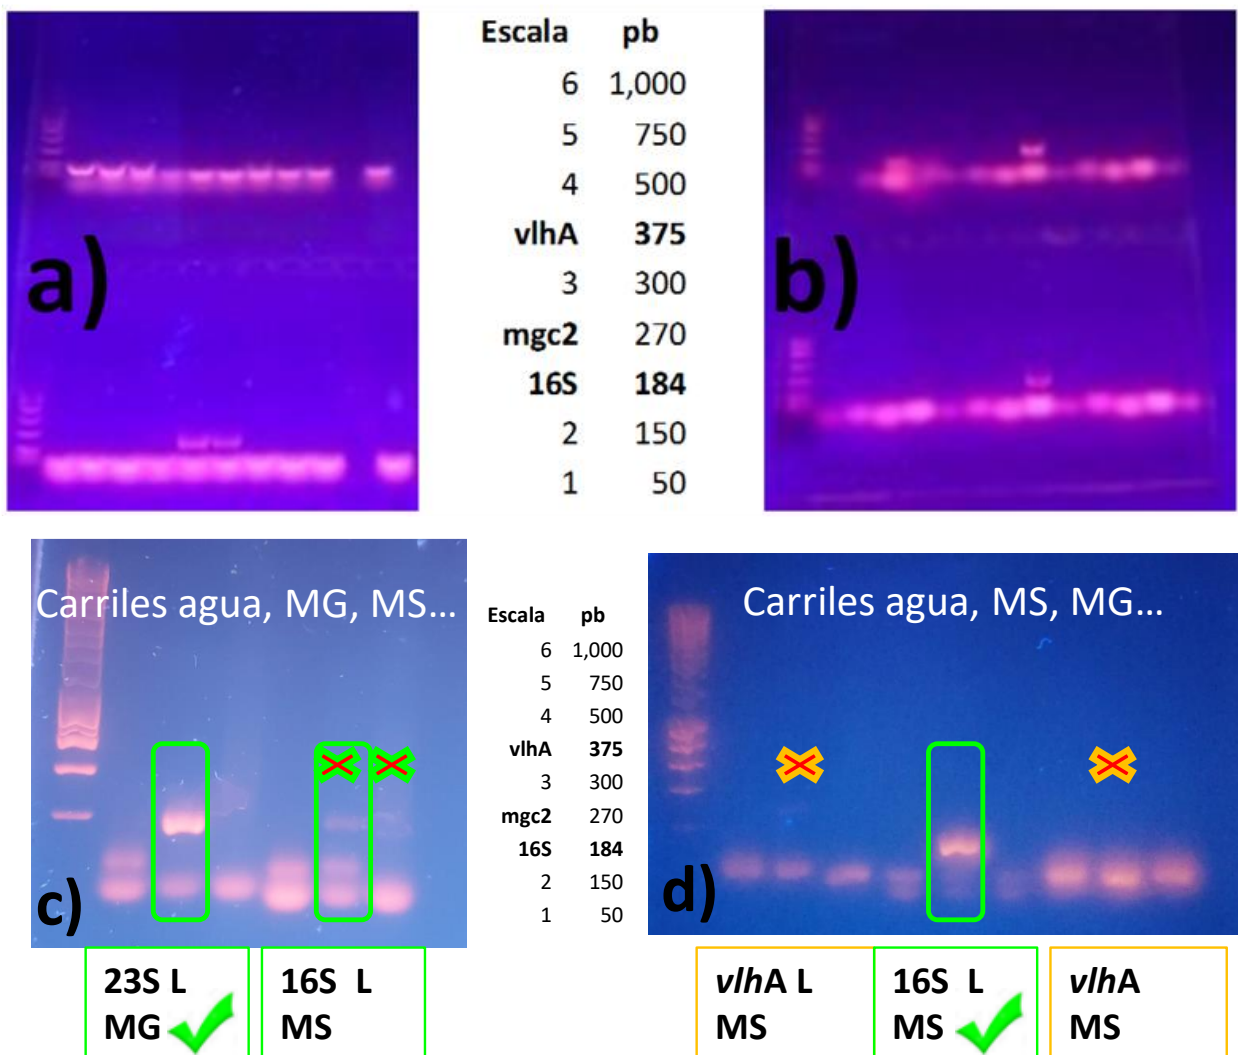 Escala pb
6 1,000
5 750
4 500
vlhA 375
3 300
mgc2 270
16S 184
2 150
1 50
a)
b)
Carriles agua, MG, MS...
Escala pb
6 1,000
5 750
4 500
vlhA 375
3 300
mgc2 270
16S 184
2 150
1 50
Carriles agua, MS, MG...
c)
d)
23S L
MG
16S L
MS
vlhA L
MS
16S L
MS
vlhA
MS